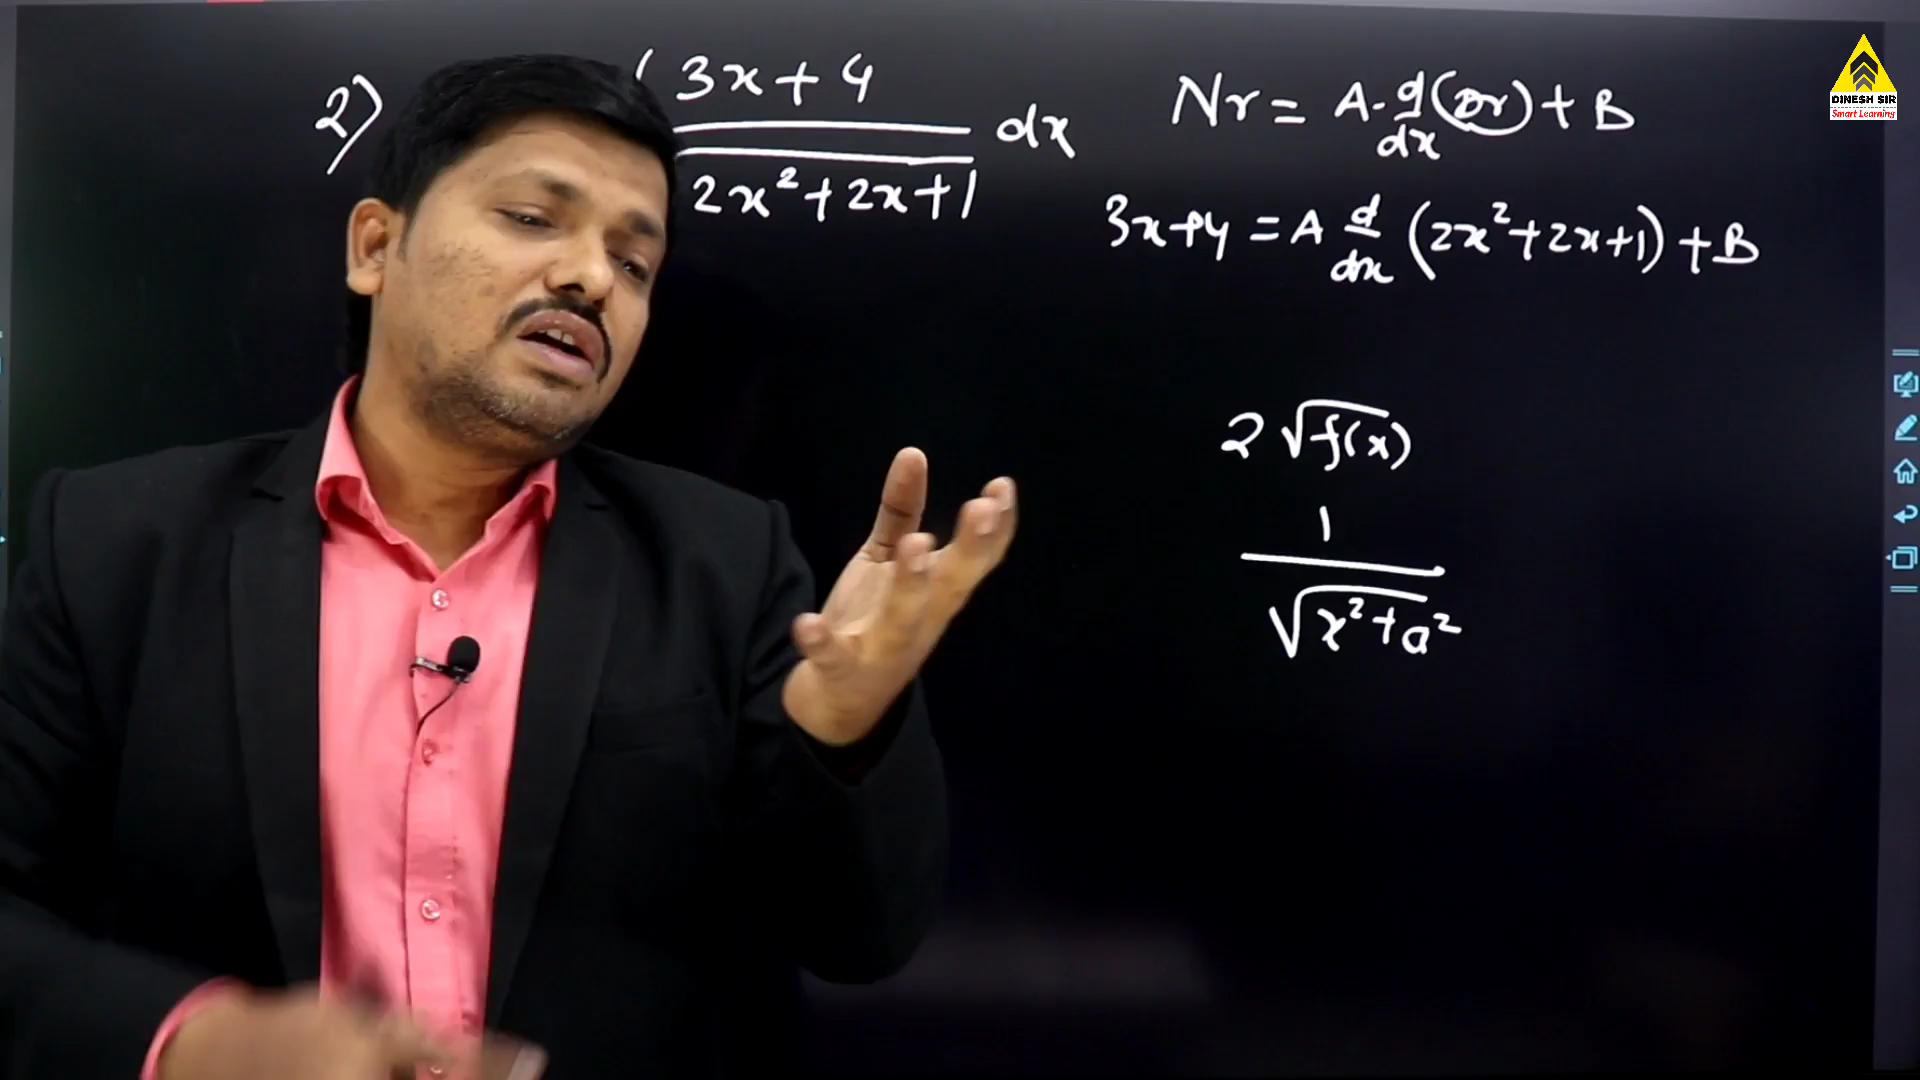 2) ∫ (3x+4)/√(2x²+2x+1) dx
Nr = A·d/dx(Dr)+B
3x+4 = A d/dx (2x²+2x+1)+B
2√f(x)
1/√(x²+a²)
DINESH SIR
Smart Learning